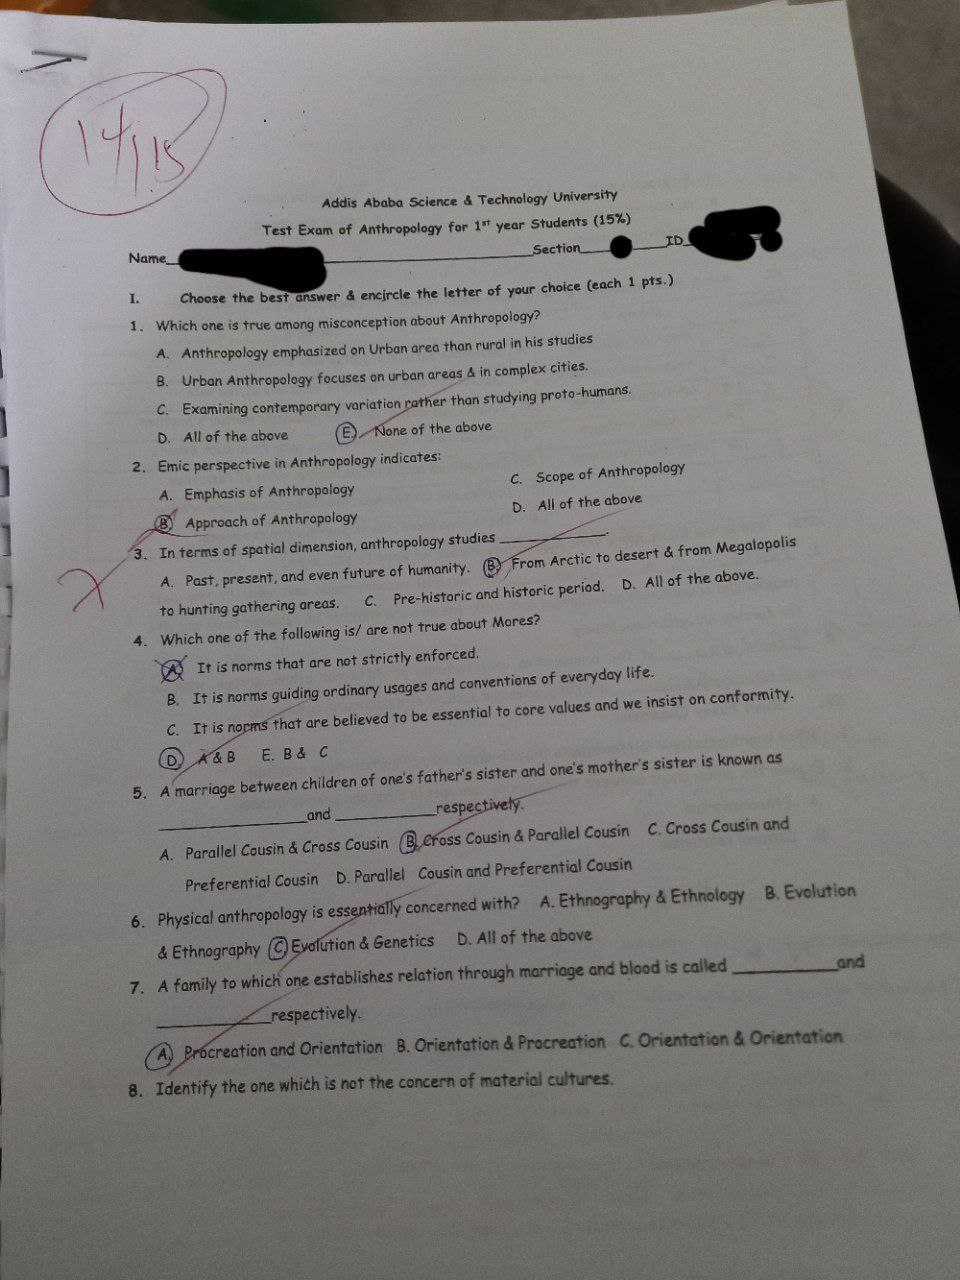 14/15
Addis Ababa Science & Technology University
Test Exam of Anthropology for 1st year Students (15%)
Name_______________Section_______ID_
I. Choose the best answer & encircle the letter of your choice (each 1 pts.)
1. Which one is true among misconception about Anthropology?
A. Anthropology emphasized on Urban area than rural in his studies
B. Urban Anthropology focuses on urban areas & in complex cities.
C. Examining contemporary variation rather than studying proto-humans.
D. All of the above E. None of the above
2. Emic perspective in Anthropology indicates:
A. Emphasis of Anthropology C. Scope of Anthropology
B. Approach of Anthropology D. All of the above
3. In terms of spatial dimension, anthropology studies ____________.
A. Past, present, and even future of humanity. B. From Arctic to desert & from Megalopolis
to hunting gathering areas. C. Pre-historic and historic period. D. All of the above.
4. Which one of the following is/ are not true about Mores?
A. It is norms that are not strictly enforced.
B. It is norms guiding ordinary usages and conventions of everyday life.
C. It is norms that are believed to be essential to core values and we insist on conformity.
D. A & B E. B & C
5. A marriage between children of one's father's sister and one's mother's sister is known as
________________and ___________respectively.
A. Parallel Cousin & Cross Cousin B. Cross Cousin & Parallel Cousin C. Cross Cousin and
Preferential Cousin D. Parallel Cousin and Preferential Cousin
6. Physical anthropology is essentially concerned with? A. Ethnography & Ethnology B. Evolution
& Ethnography C. Evolution & Genetics D. All of the above
7. A family to which one establishes relation through marriage and blood is called ___________and
____________respectively.
A. Procreation and Orientation B. Orientation & Procreation C. Orientation & Orientation
8. Identify the one which is not the concern of material cultures.